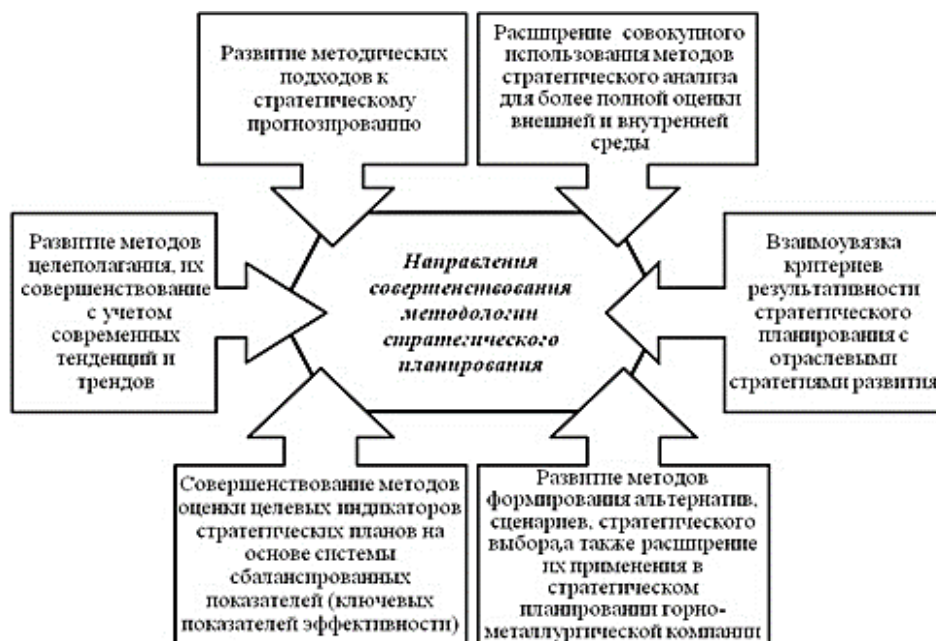 Развитие методических
подходов к
стратегическому
прогнозированию
Расширение совокупного
использования методов
стратегического анализа
для более полной оценки
внешней и внутренней
среды
Развитие методов
целеполагания, их
совершенствование
с учетом
современных
тенденций и
трендов
Направления
совершенствования
методологии
стратегического
планирования
Взаимоувязка
критериев
результативности
стратегического
планирования с
отраслевыми
стратегиями развития
Совершенствование методов
оценки целевых индикаторов
стратегических планов на
основе системы
сбалансированных
показателей (ключевых
показателей эффективности)
Развитие методов
формирования альтернатив,
сценариев, стратегического
выбора,а также расширение
их применения в
стратегическом
планировании горно-
металлургической компании